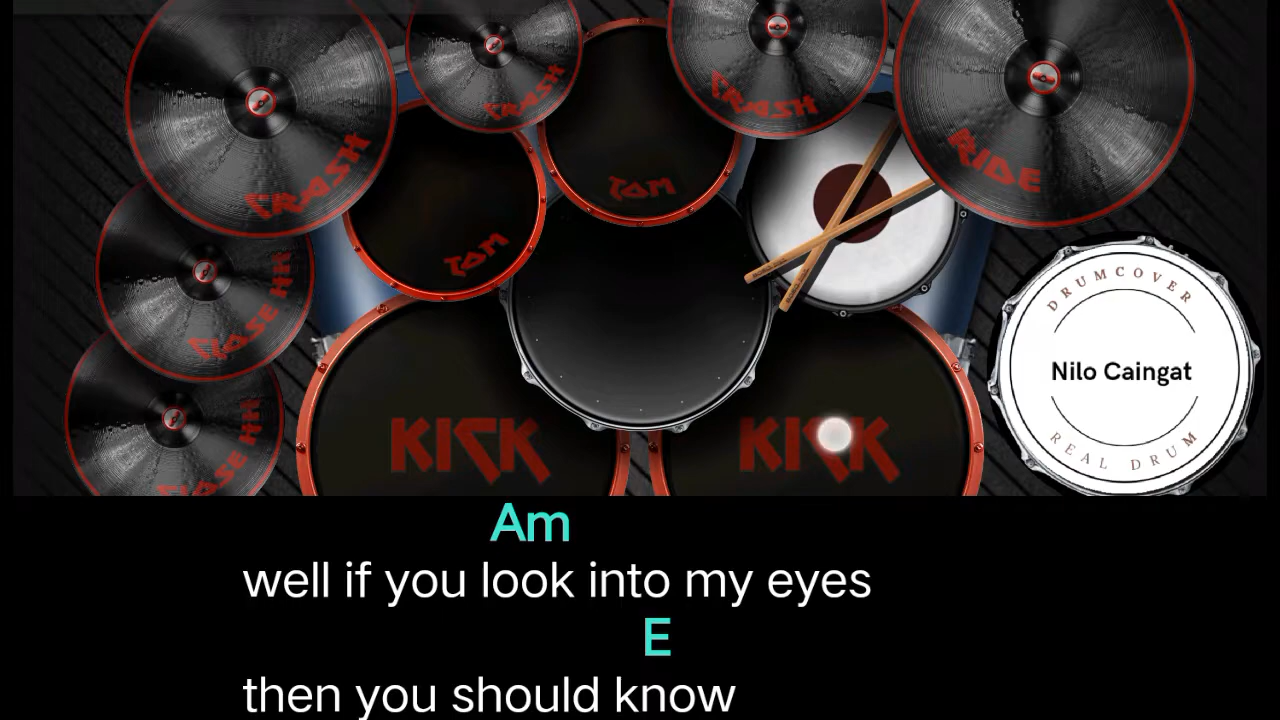 CRASH
CRASH
CRASH
RIDE
TOM
TOM
CLOSE HH
CLOSE HH
KICK
KICK
DRUMCOVER
Nilo Caingat
REAL DRUM
Am
well if you look into my eyes
E
then you should know